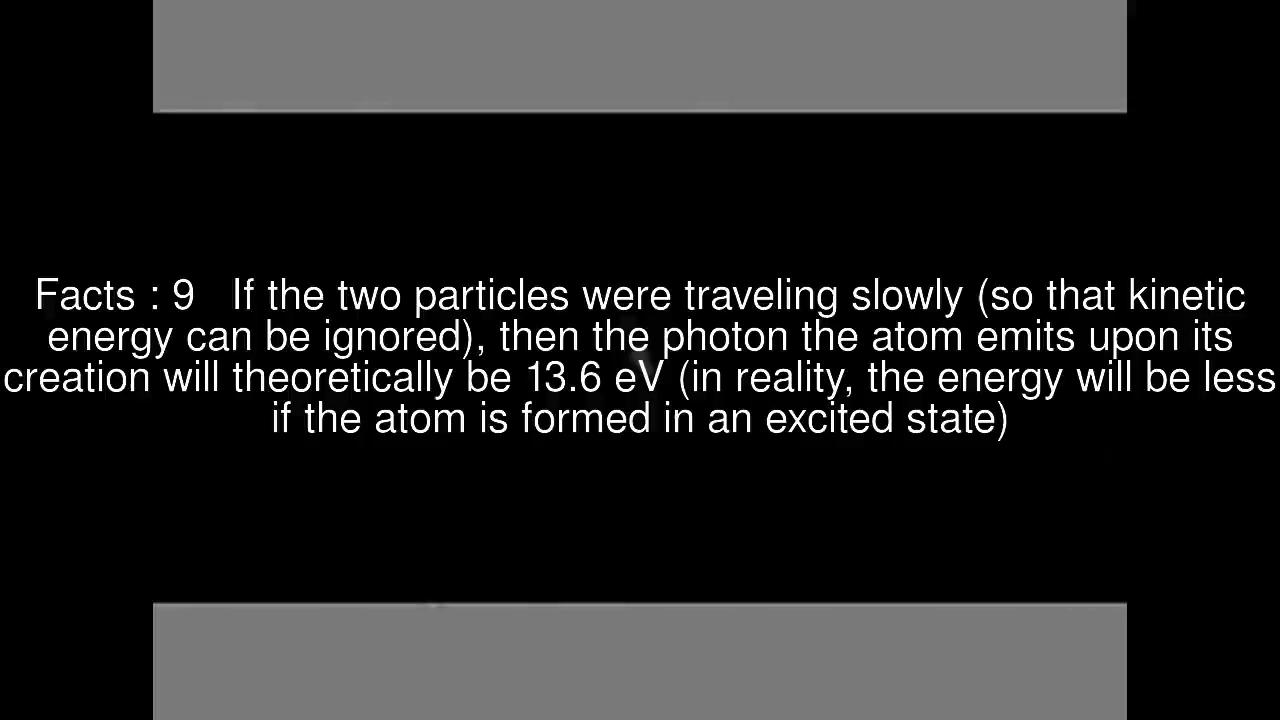 Facts : 9   If the two particles were traveling slowly (so that kinetic
energy can be ignored), then the photon the atom emits upon its
creation will theoretically be 13.6 eV (in reality, the energy will be less
if the atom is formed in an excited state)